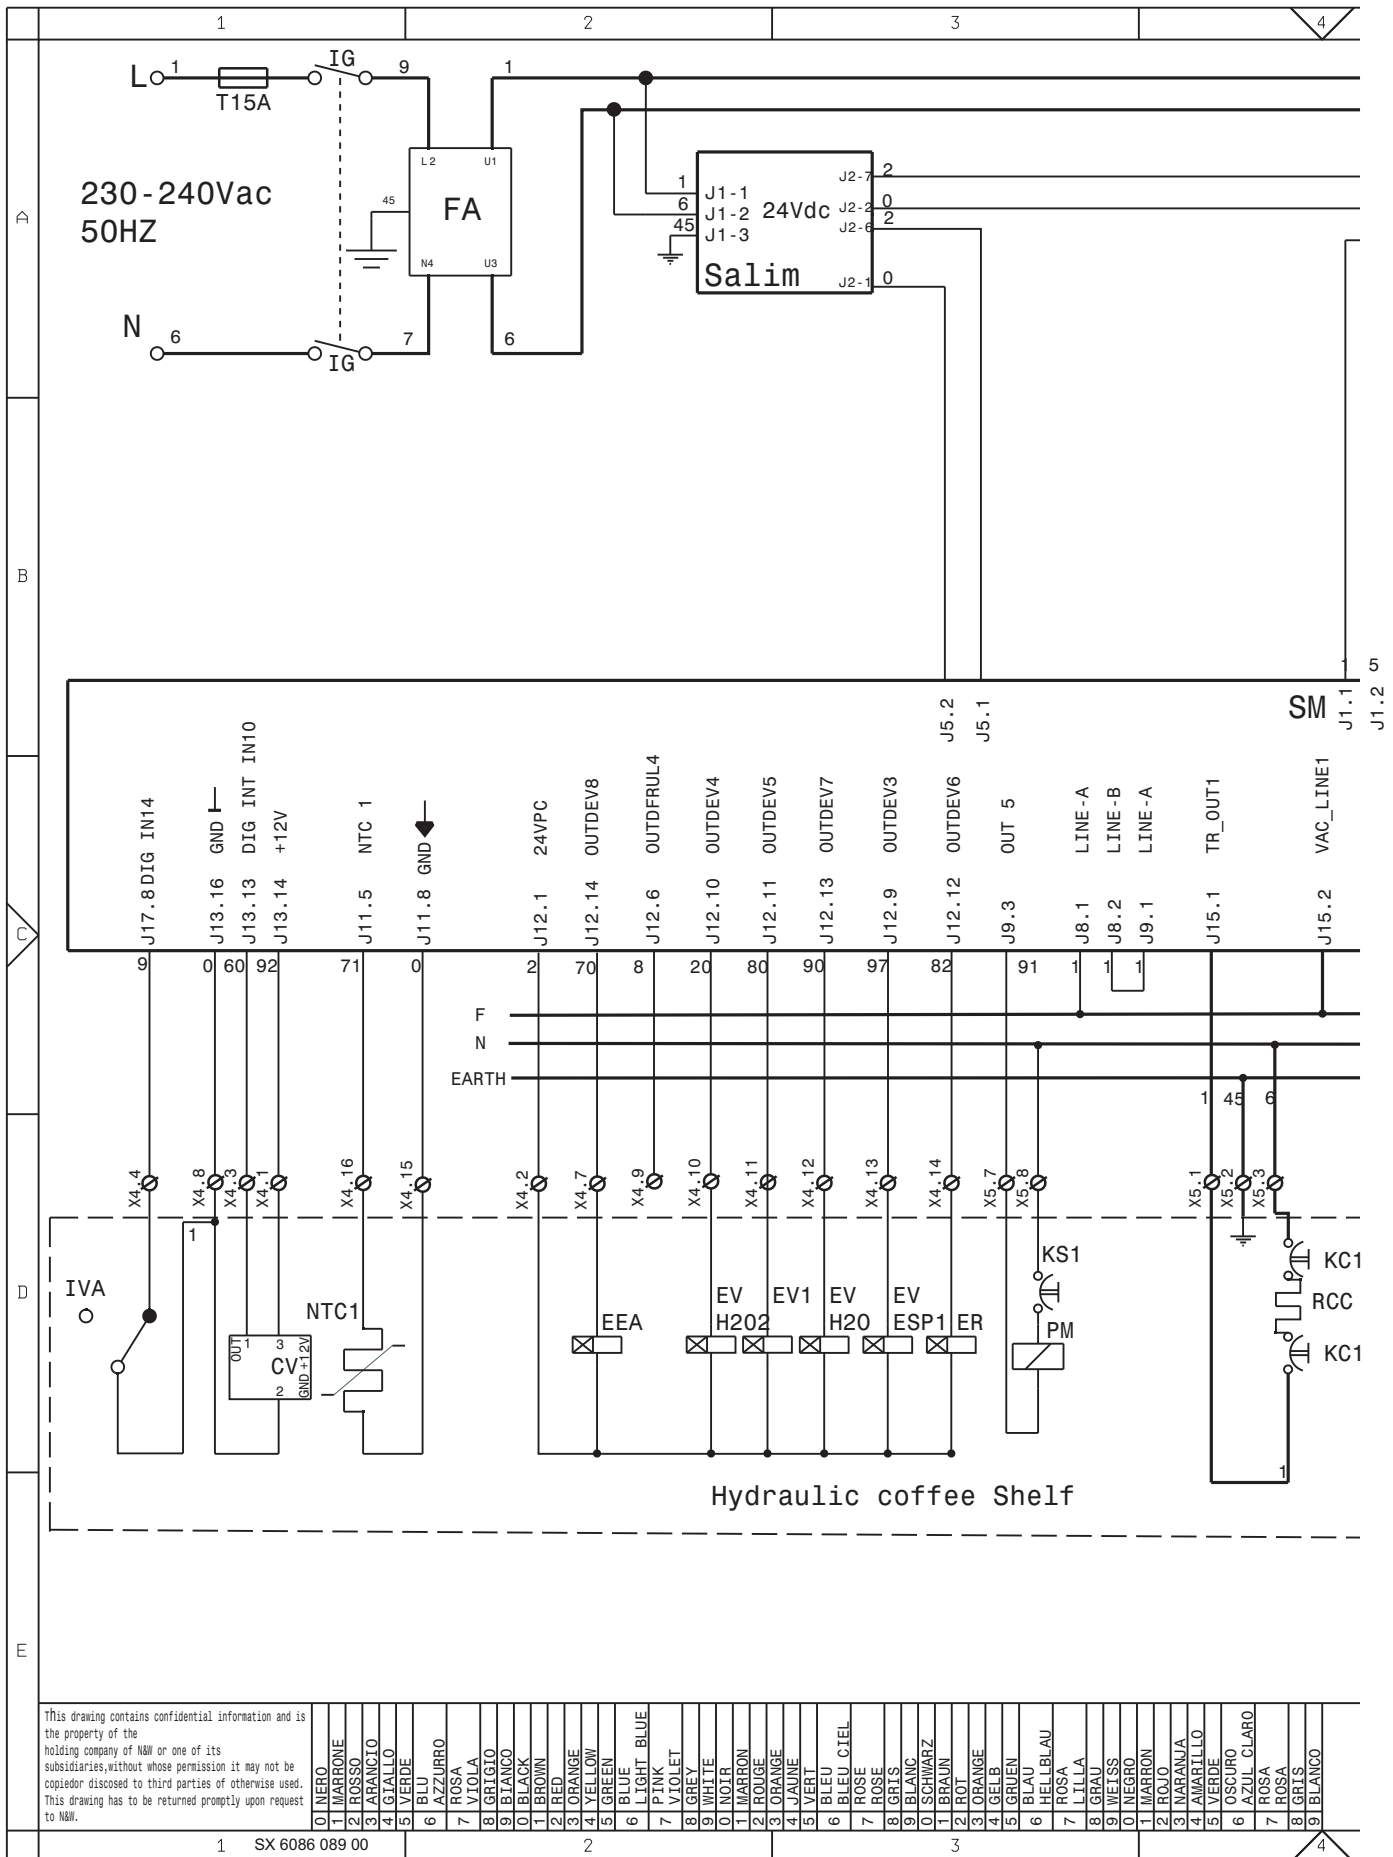 1 2 3 4
L 1 IG 9 1
T15A
L2 U1
230-240Vac
50HZ
45 FA
N4 U3
N 6 IG 7 6
1 J1-1 J2-7 2
6 J1-2 24Vdc J2-2 0
45 J1-3 J2-6 2
Salim J2-1 0
A
B
C
D
E
1 5
SM J1.1 J1.2
J5.2 J5.1
J17.8 DIG IN14
J13.16 GND
J13.13 DIG INT IN10
J13.14 +12V
J11.5 NTC 1
J11.8 GND
J12.1 24VPC
J12.14 OUTDEV8
J12.6 OUTDFRUL4
J12.10 OUTDEV4
J12.11 OUTDEV5
J12.13 OUTDEV7
J12.9 OUTDEV3
J12.12 OUTDEV6
J9.3 OUT 5
J8.1 LINE-A
J8.2 LINE-B
J9.1 LINE-A
J15.1 TR_OUT1
J15.2 VAC_LINE1
9 0 60 92 71 0 2 70 8 20 80 90 97 82 91 1 1 1
F
N
EARTH
1 45 6
X4.4 X4.8 X4.3 X4.1 X4.16 X4.15 X4.2 X4.7 X4.9 X4.10 X4.11 X4.12 X4.13 X4.14 X5.7 X5.8 X5.1 X5.2 X5.3
1
KS1 KC1
IVA
NTC1
EEA
EV
H202
EV1
EV
H20
EV
ESP1
ER
PM
RCC
KC1
OUT 1 3 +12V
CV
2 GND
1
Hydraulic coffee Shelf
This drawing contains confidential information and is
the property of the
holding company of N&W or one of its
subsidiaries,without whose permission it may not be
copiedor discosed to third parties of otherwise used.
This drawing has to be returned promptly upon request
to N&W.
0 NERO
1 MARRONE
2 ROSSO
3 ARANCIO
4 GIALLO
5 VERDE
6 BLU AZZURRO
7 ROSA VIOLA
8 GRIGIO
9 BIANCO
0 BLACK
1 BROWN
2 RED
3 ORANGE
4 YELLOW
5 GREEN
6 BLUE LIGHT BLUE
7 PINK VIOLET
8 GREY
9 WHITE
0 NOIR
1 MARRON
2 ROUGE
3 ORANGE
4 JAUNE
5 VERT
6 BLEU BLEU CIEL
7 ROSE ROSE
8 GRIS
9 BLANC
0 SCHWARZ
1 BRAUN
2 ROT
3 ORANGE
4 GELB
5 GRUEN
6 BLAU HELLBLAU
7 ROSA LILLA
8 GRAU
9 WEISS
0 NEGRO
1 MARRON
2 ROJO
3 NARANJA
4 AMARILLO
5 VERDE
6 OSCURO AZUL CLARO
7 ROSA ROSA
8 GRIS
9 BLANCO
1 SX 6086 089 00 2 3 4